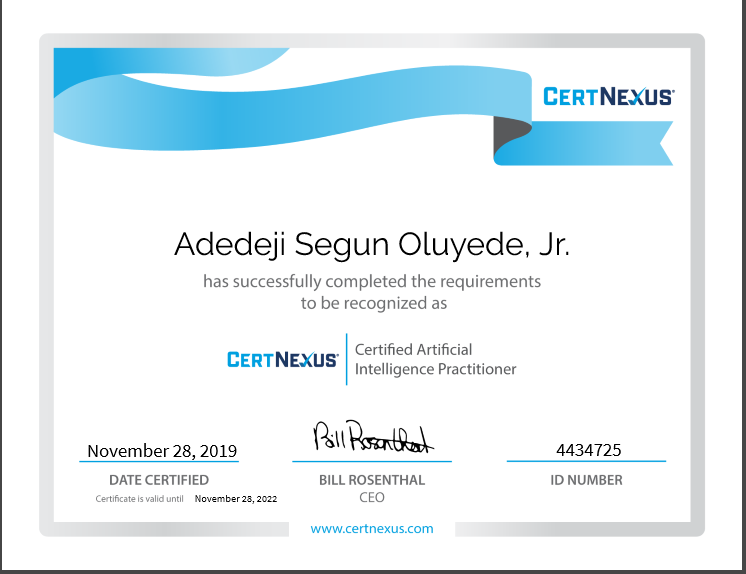 CERTNEXUS®
Adedeji Segun Oluyede, Jr.
has successfully completed the requirements
to be recognized as
CERTNEXUS® Certified Artificial
Intelligence Practitioner
Bill Rosenthal
November 28, 2019 4434725
DATE CERTIFIED BILL ROSENTHAL ID NUMBER
Certificate is valid until November 28, 2022 CEO
www.certnexus.com